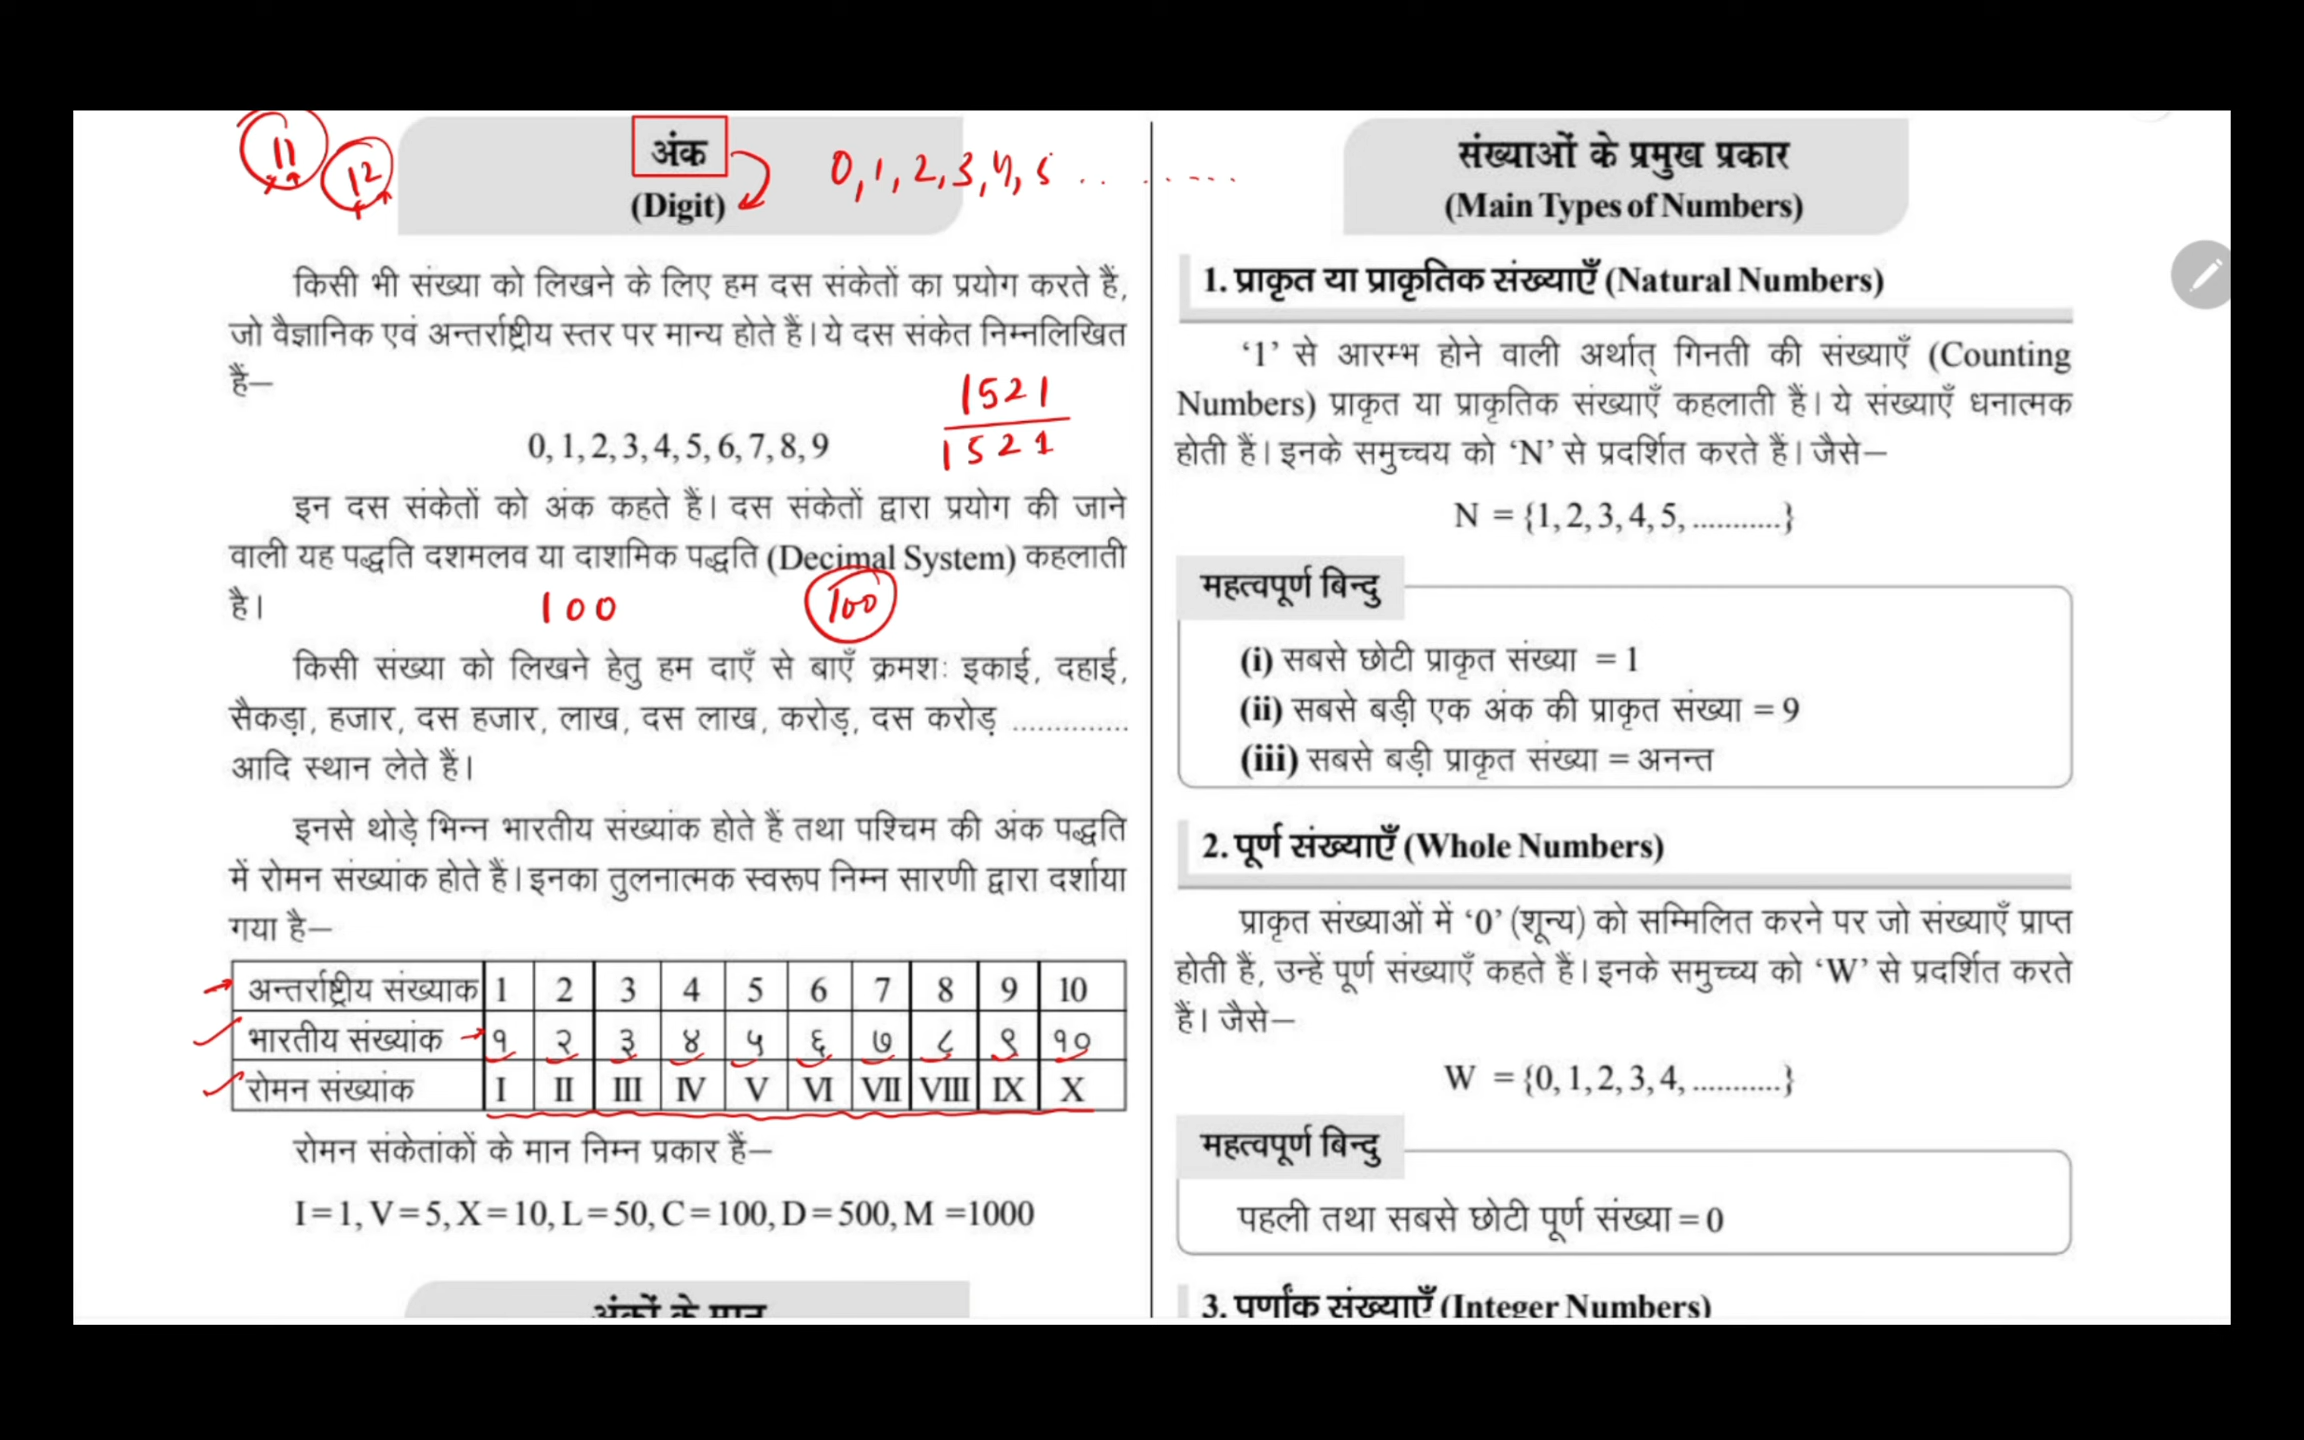 11
12
अंक
(Digit)
0, 1, 2, 3, 4, 5 .. .......
किसी भी संख्या को लिखने के लिए हम दस संकेतों का प्रयोग करते हैं,
जो वैज्ञानिक एवं अन्तर्राष्ट्रीय स्तर पर मान्य होते हैं। ये दस संकेत निम्नलिखित
हैं—
1521
1521
0, 1, 2, 3, 4, 5, 6, 7, 8, 9
इन दस संकेतों को अंक कहते हैं। दस संकेतों द्वारा प्रयोग की जाने
वाली यह पद्धति दशमलव या दाशमिक पद्धति (Decimal System) कहलाती
है।
100
100
किसी संख्या को लिखने हेतु हम दाएँ से बाएँ क्रमशः इकाई, दहाई,
सैकड़ा, हजार, दस हजार, लाख, दस लाख, करोड़, दस करोड़ ..............
आदि स्थान लेते हैं।
इनसे थोड़े भिन्न भारतीय संख्यांक होते हैं तथा पश्चिम की अंक पद्धति
में रोमन संख्यांक होते हैं। इनका तुलनात्मक स्वरूप निम्न सारणी द्वारा दर्शाया
गया है—
अन्तर्राष्ट्रीय संख्याक 1 2 3 4 5 6 7 8 9 10
भारतीय संख्यांक १ २ ३ ४ ५ ६ ७ ८ ९ १०
रोमन संख्यांक I II III IV V VI VII VIII IX X
रोमन संकेतांकों के मान निम्न प्रकार हैं—
I=1, V=5, X=10, L=50, C=100, D=500, M =1000
अंकों के मान
संख्याओं के प्रमुख प्रकार
(Main Types of Numbers)
1. प्राकृत या प्राकृतिक संख्याएँ (Natural Numbers)
‘1’ से आरम्भ होने वाली अर्थात् गिनती की संख्याएँ (Counting
Numbers) प्राकृत या प्राकृतिक संख्याएँ कहलाती हैं। ये संख्याएँ धनात्मक
होती हैं। इनके समुच्चय को ‘N’ से प्रदर्शित करते हैं। जैसे—
N = {1, 2, 3, 4, 5, ...........}
महत्वपूर्ण बिन्दु
(i) सबसे छोटी प्राकृत संख्या = 1
(ii) सबसे बड़ी एक अंक की प्राकृत संख्या = 9
(iii) सबसे बड़ी प्राकृत संख्या = अनन्त
2. पूर्ण संख्याएँ (Whole Numbers)
प्राकृत संख्याओं में ‘0’ (शून्य) को सम्मिलित करने पर जो संख्याएँ प्राप्त
होती हैं, उन्हें पूर्ण संख्याएँ कहते हैं। इनके समुच्च्य को ‘W’ से प्रदर्शित करते
हैं। जैसे—
W = {0, 1, 2, 3, 4, ...........}
महत्वपूर्ण बिन्दु
पहली तथा सबसे छोटी पूर्ण संख्या = 0
3. पूर्णांक संख्याएँ (Integer Numbers)